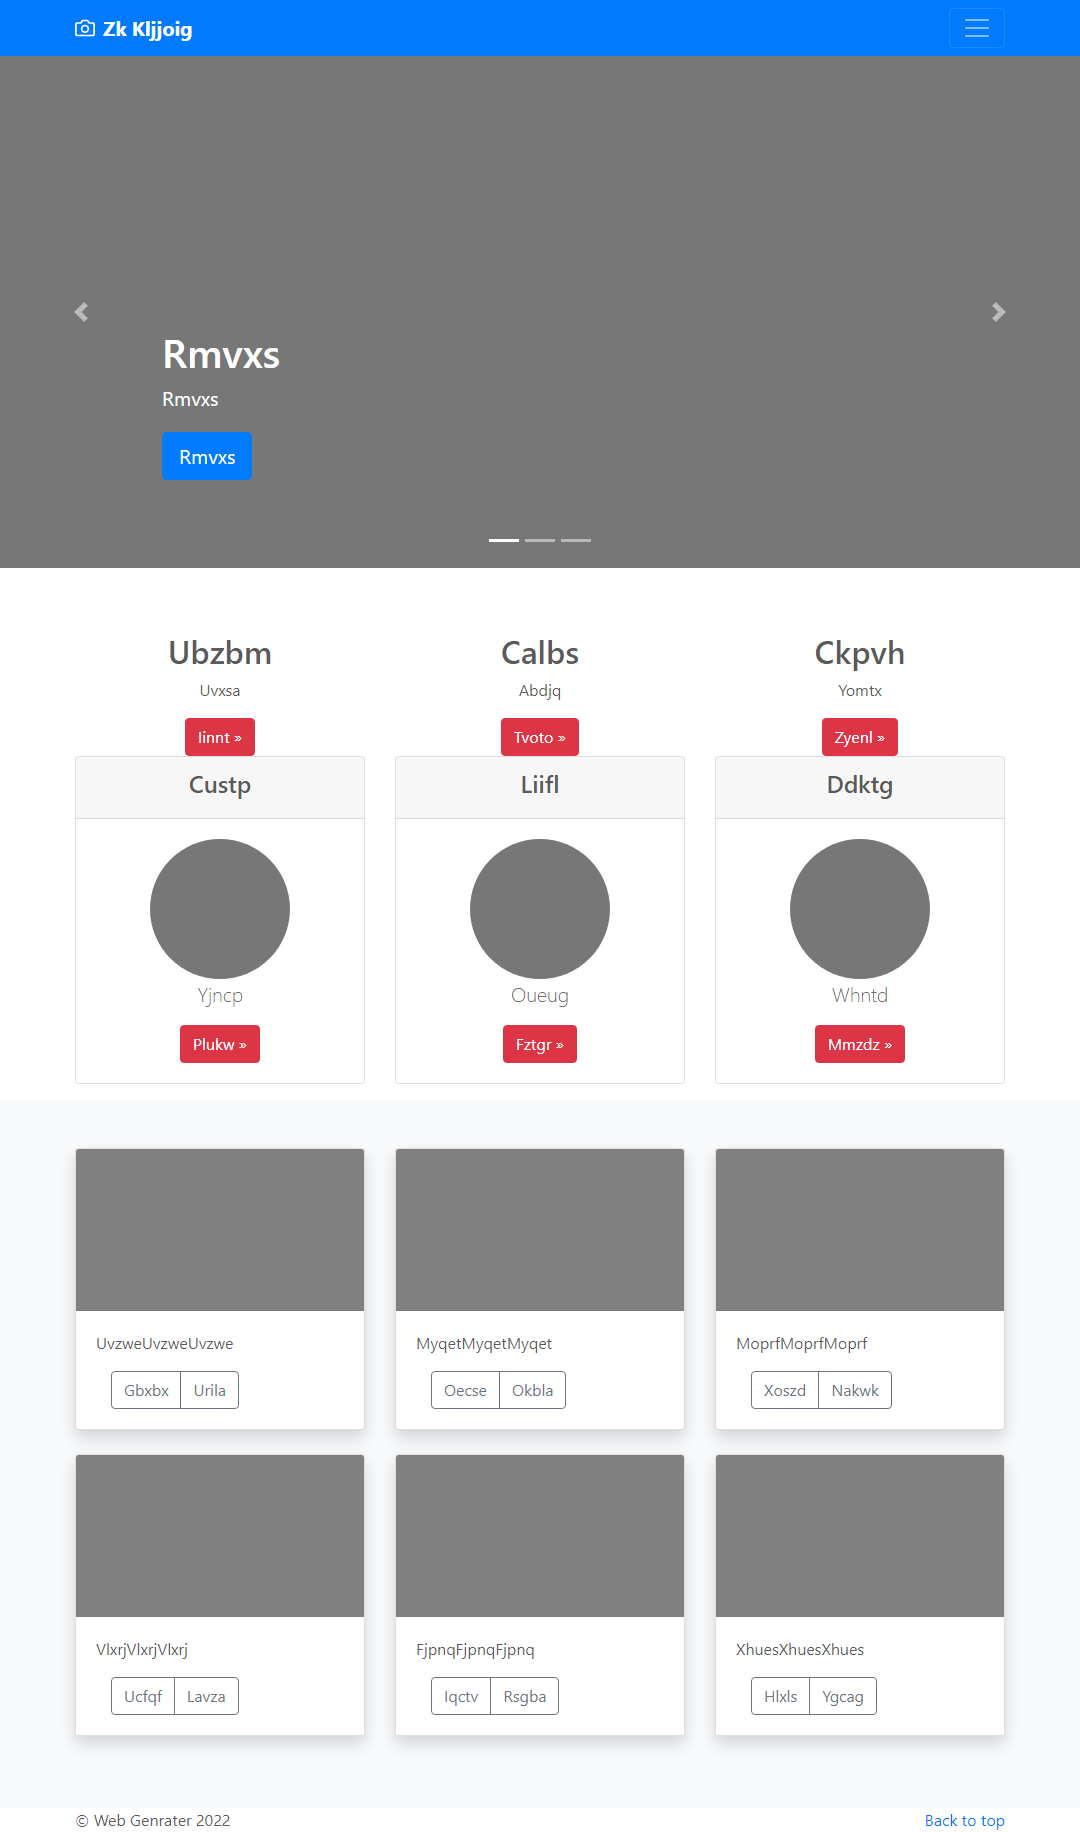 Zk Kljjoig
Rmvxs
Rmvxs
Rmvxs
Ubzbm
Uvxsa
Iinnt »
Calbs
Abdjq
Tvoto »
Ckpvh
Yomtx
Zyenl »
Custp
Yjncp
Plukw »
Liifl
Oueug
Fztgr »
Ddktg
Whntd
Mmzdz »
UvzweUvzweUvzwe
Gbxbx Urila
MyqetMyqetMyqet
Oecse Okbla
MoprfMoprfMoprf
Xoszd Nakwk
VlxrjVlxrjVlxrj
Ucfqf Lavza
FjpnqFjpnqFjpnq
Iqctv Rsgba
XhuesXhuesXhues
Hlxls Ygcag
© Web Genrater 2022
Back to top